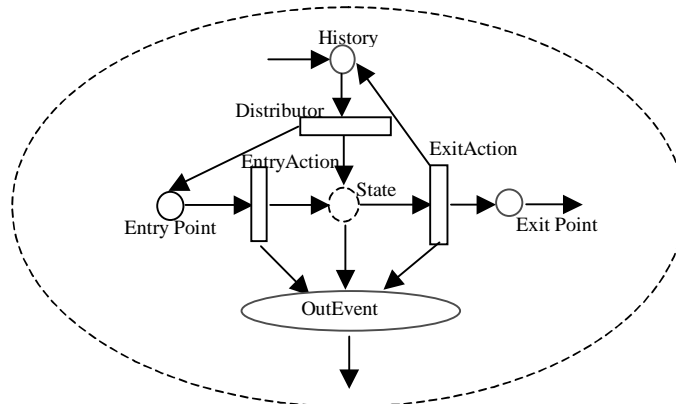 History
Distributor
EntryAction
ExitAction
State
Entry Point
Exit Point
OutEvent